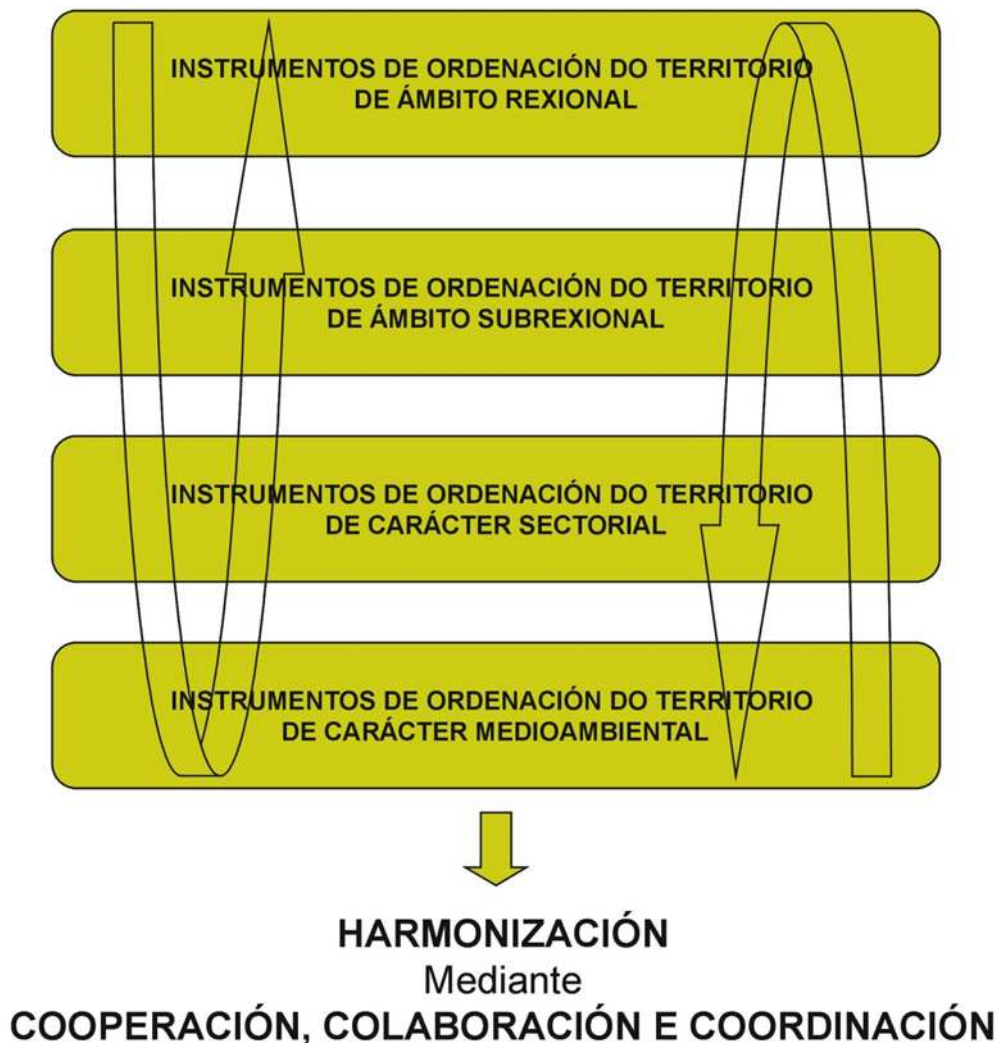 INSTRUMENTOS DE ORDENACIÓN DO TERRITORIO
DE ÁMBITO REXIONAL
INSTRUMENTOS DE ORDENACIÓN DO TERRITORIO
DE ÁMBITO SUBREXIONAL
INSTRUMENTOS DE ORDENACIÓN DO TERRITORIO
DE CARÁCTER SECTORIAL
INSTRUMENTOS DE ORDENACIÓN DO TERRITORIO
DE CARÁCTER MEDIOAMBIENTAL
HARMONIZACIÓN
Mediante
COOPERACIÓN, COLABORACIÓN E COORDINACIÓN